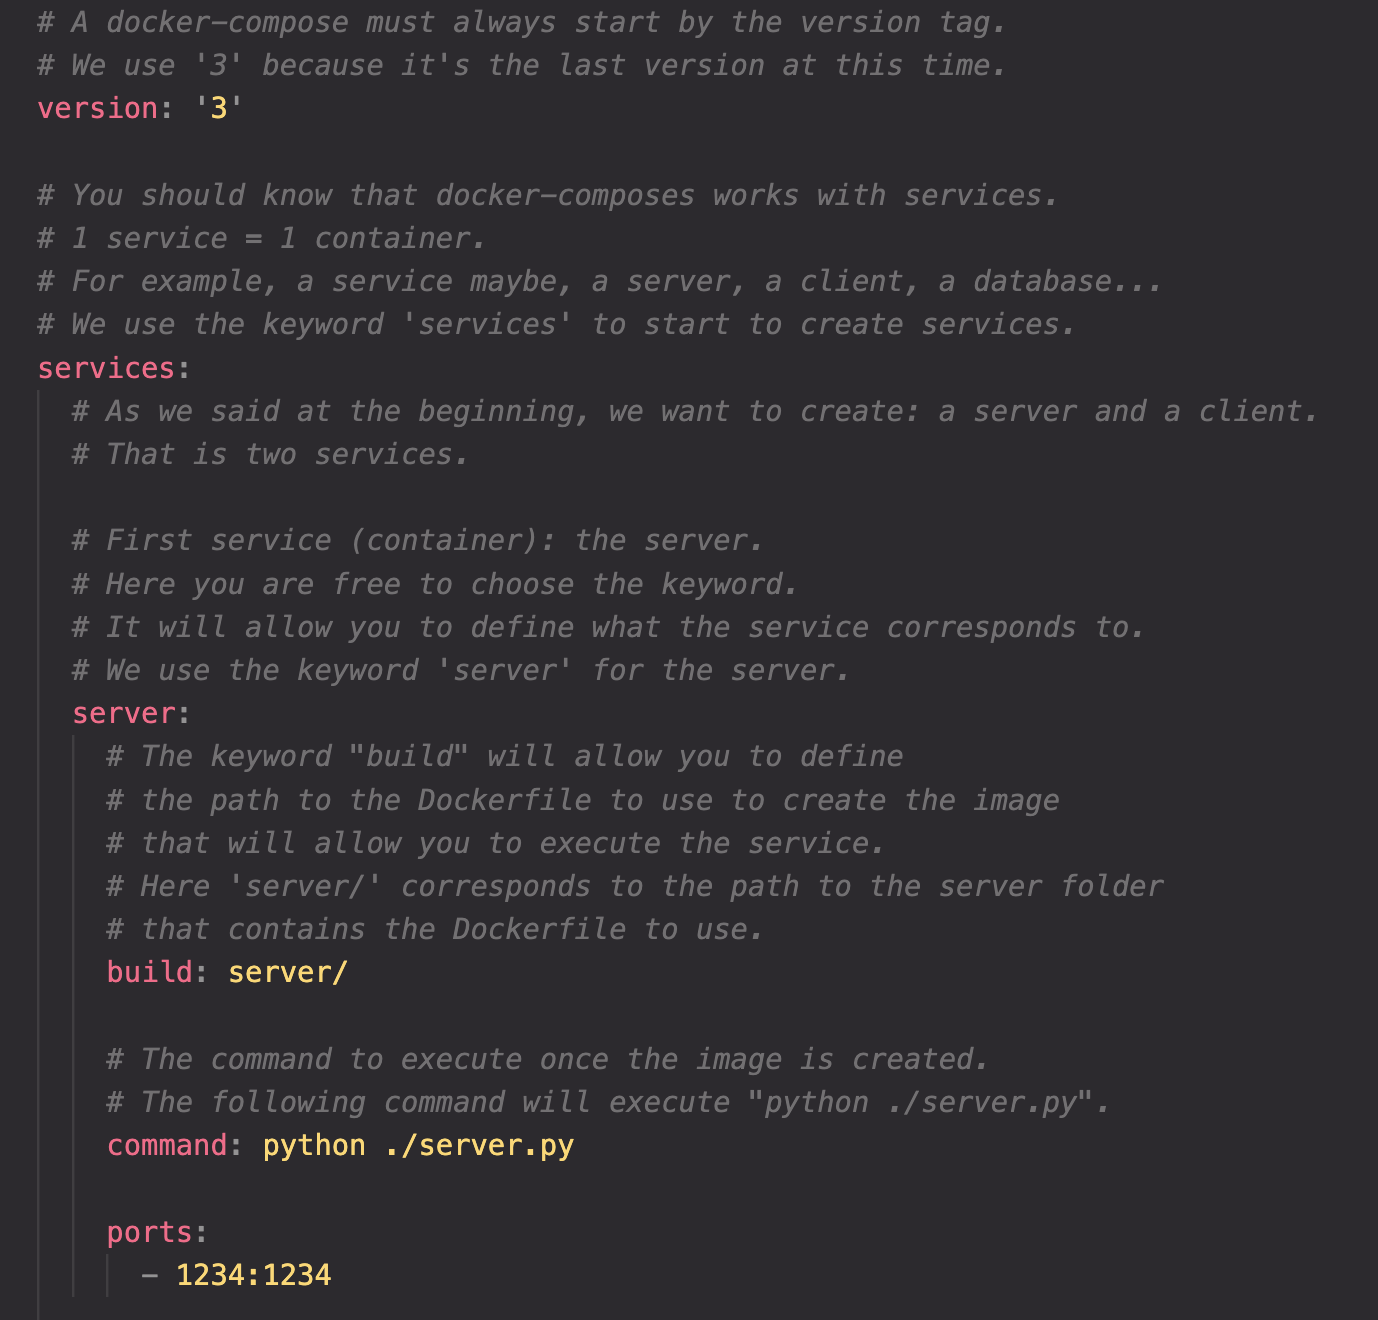 # A docker-compose must always start by the version tag.
# We use '3' because it's the last version at this time.
version: '3'
# You should know that docker-composes works with services.
# 1 service = 1 container.
# For example, a service maybe, a server, a client, a database...
# We use the keyword 'services' to start to create services.
services:
# As we said at the beginning, we want to create: a server and a client.
# That is two services.
# First service (container): the server.
# Here you are free to choose the keyword.
# It will allow you to define what the service corresponds to.
# We use the keyword 'server' for the server.
server:
# The keyword "build" will allow you to define
# the path to the Dockerfile to use to create the image
# that will allow you to execute the service.
# Here 'server/' corresponds to the path to the server folder
# that contains the Dockerfile to use.
build: server/
# The command to execute once the image is created.
# The following command will execute "python ./server.py".
command: python ./server.py
ports:
- 1234:1234